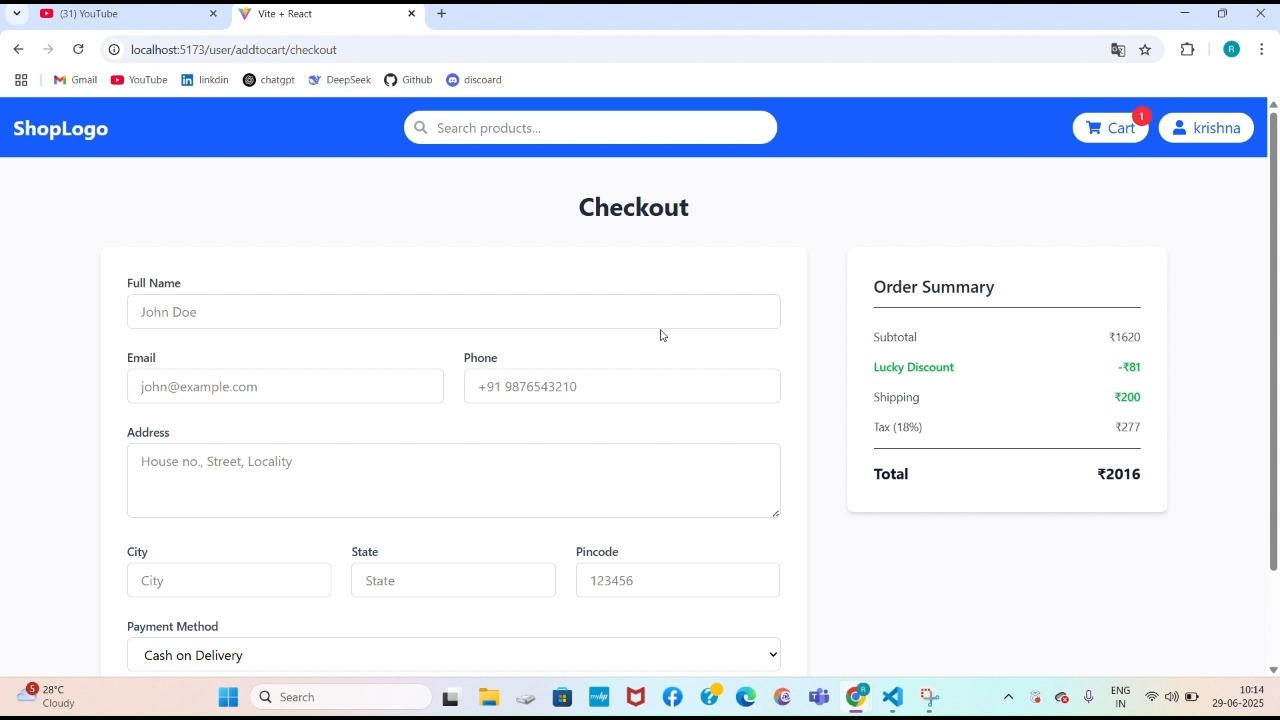 (31) YouTube
Vite + React
localhost:5173/user/addtocart/checkout
R
Gmail
YouTube
linkdin
chatgpt
DeepSeek
Github
discoard
ShopLogo
Search products...
Cart
1
krishna
Checkout
Full Name
John Doe
Email
Phone
john@example.com
+91 9876543210
Address
House no., Street, Locality
City
State
Pincode
City
State
123456
Payment Method
Cash on Delivery
Order Summary
Subtotal ₹1620
Lucky Discount -₹81
Shipping ₹200
Tax (18%) ₹277
Total ₹2016
5
28°C
Cloudy
Search
myhp
R
ENG
IN
10:14
29-06-2025